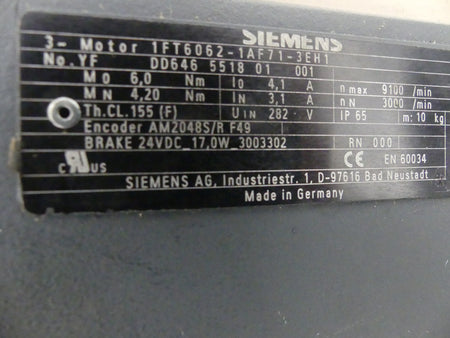 SIEMENS
3~ Motor 1FT6062-1AF71-3EH1
No. YF DD646 5518 01 001
M0 6,0 Nm I0 4,1 A n max 9100 /min
MN 4,20 Nm IN 3,1 A nN 3000 /min
Th.CL.155 (F) UIN 282 V IP 65 m: 10 kg
Encoder AM2048S/R F49
BRAKE 24VDC 17,0W 3003302 RN 000
c RU US CE EN 60034
SIEMENS AG, Industriestr. 1, D-97616 Bad Neustadt
Made in Germany